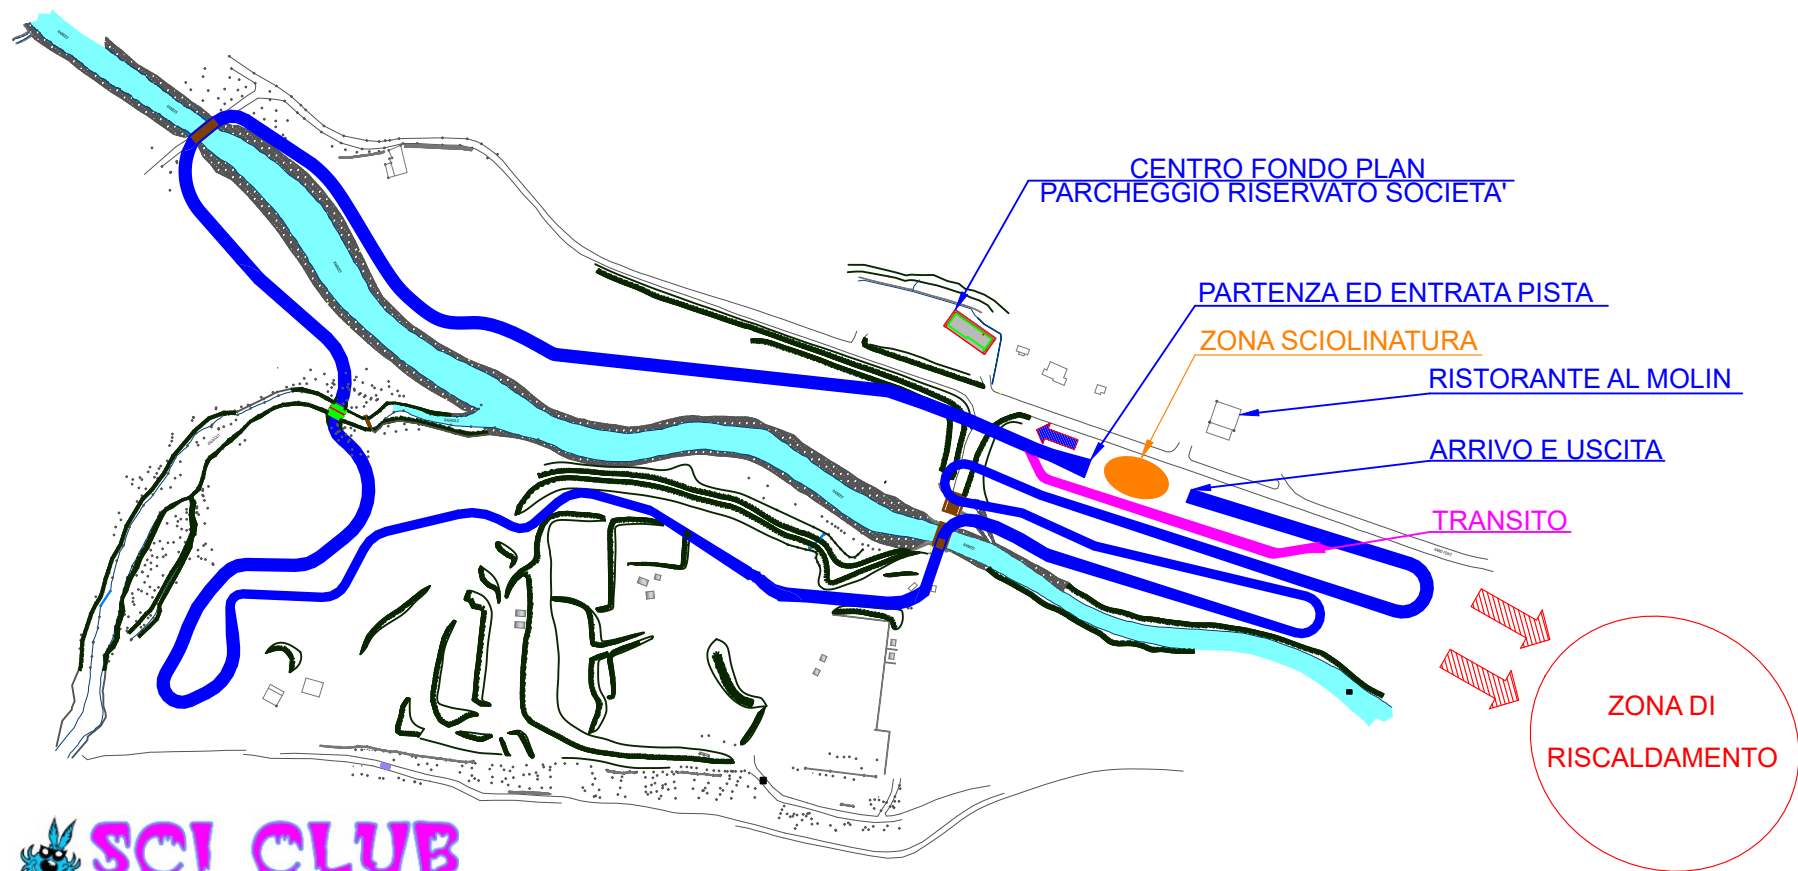 CENTRO FONDO PLAN
PARCHEGGIO RISERVATO SOCIETA'
PARTENZA ED ENTRATA PISTA
ZONA SCIOLINATURA
RISTORANTE AL MOLIN
ARRIVO E USCITA
TRANSITO
ZONA DI
RISCALDAMENTO
SCI CLUB